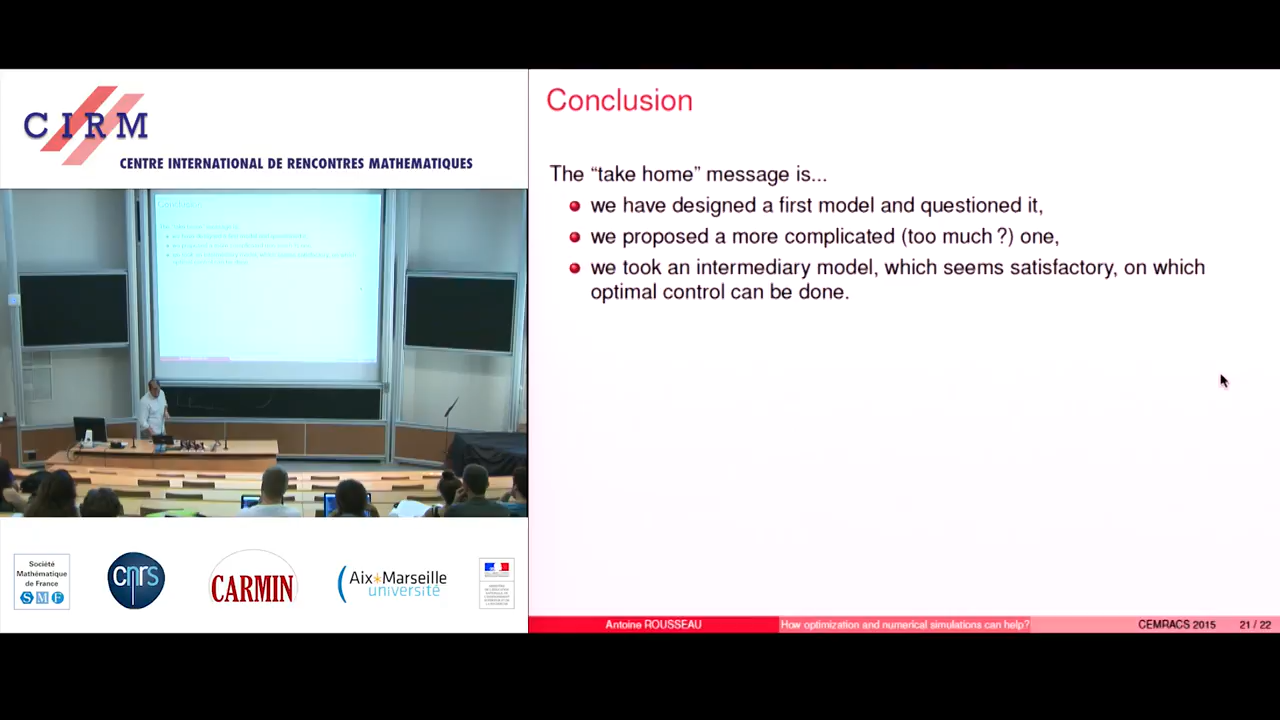 CIRM
CENTRE INTERNATIONAL DE RENCONTRES MATHEMATIQUES
Conclusion
The “take home” message is...
we have designed a first model and questioned it,
we proposed a more complicated (too much ?) one,
we took an intermediary model, which seems satisfactory, on which
optimal control can be done.
Société
Mathématique
de France
SMF
cnrs
CARMIN
Aix*Marseille
université
Antoine ROUSSEAU
How optimization and numerical simulations can help?
CEMRACS 2015
21 / 22